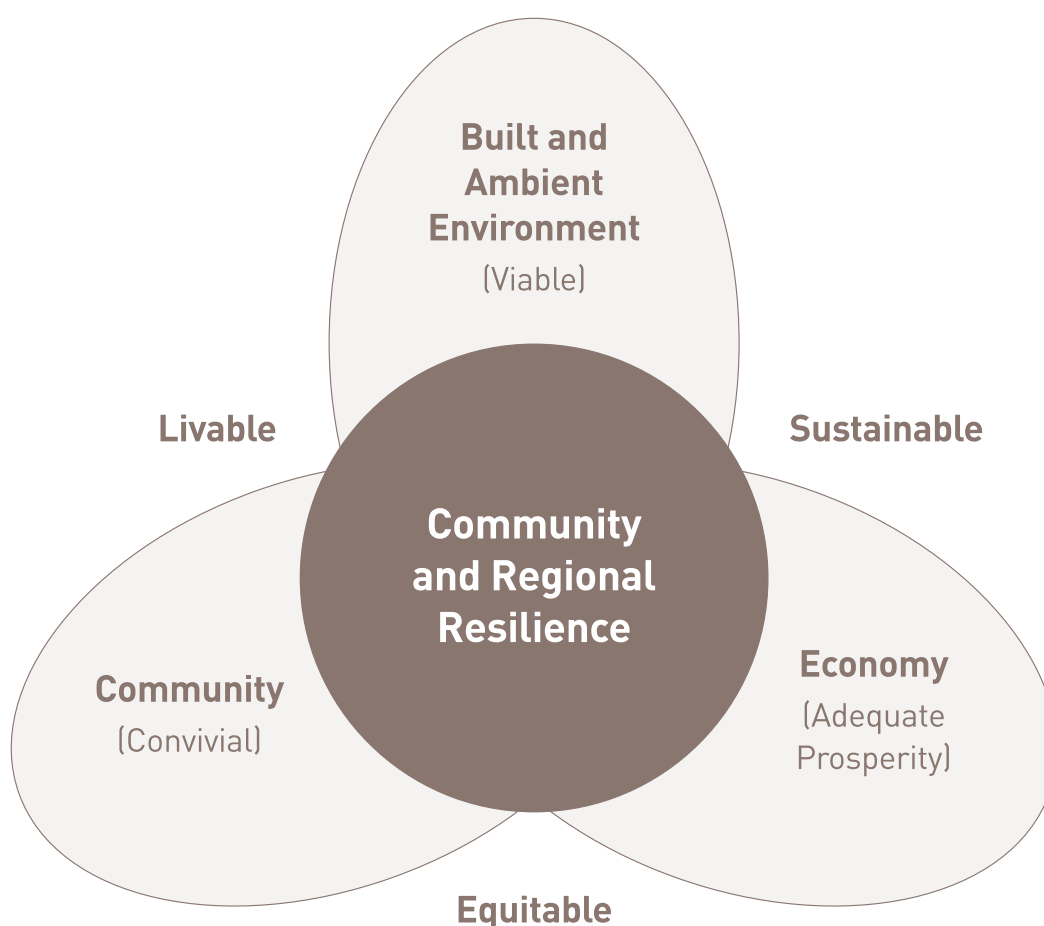 Built and
Ambient
Environment
(Viable)
Livable
Sustainable
Community
and Regional
Resilience
Community
(Convivial)
Economy
(Adequate
Prosperity)
Equitable